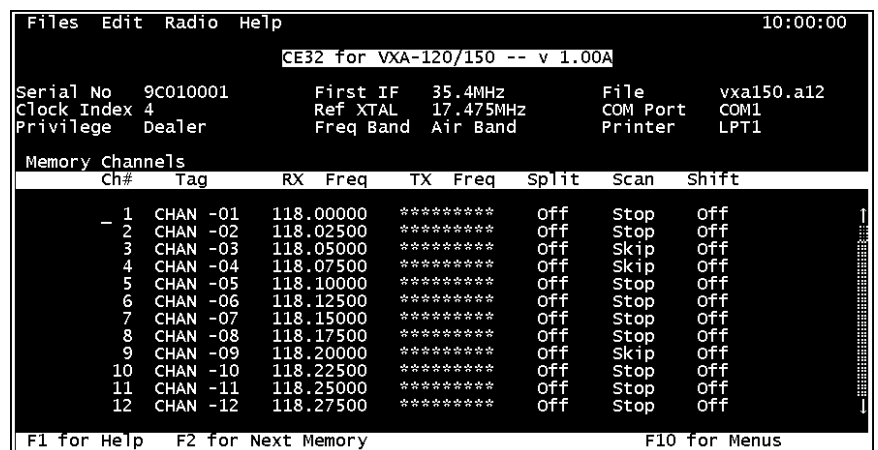 Files Edit Radio Help 10:00:00
CE32 for VXA-120/150 -- v 1.00A
Serial No 9C010001 First IF 35.4MHz File vxa150.a12
Clock Index 4 Ref XTAL 17.475MHz COM Port COM1
Privilege Dealer Freq Band Air Band Printer LPT1
Memory Channels
Ch# Tag RX Freq TX Freq Split Scan Shift
_ 1 CHAN -01 118.00000 ********* Off Stop Off ↑
2 CHAN -02 118.02500 ********* Off Stop Off
3 CHAN -03 118.05000 ********* Off Skip Off
4 CHAN -04 118.07500 ********* Off Skip Off
5 CHAN -05 118.10000 ********* Off Stop Off
6 CHAN -06 118.12500 ********* Off Stop Off
7 CHAN -07 118.15000 ********* Off Stop Off
8 CHAN -08 118.17500 ********* Off Stop Off
9 CHAN -09 118.20000 ********* Off Skip Off
10 CHAN -10 118.22500 ********* Off Stop Off
11 CHAN -11 118.25000 ********* Off Stop Off
12 CHAN -12 118.27500 ********* Off Stop Off ↓
F1 for Help F2 for Next Memory F10 for Menus